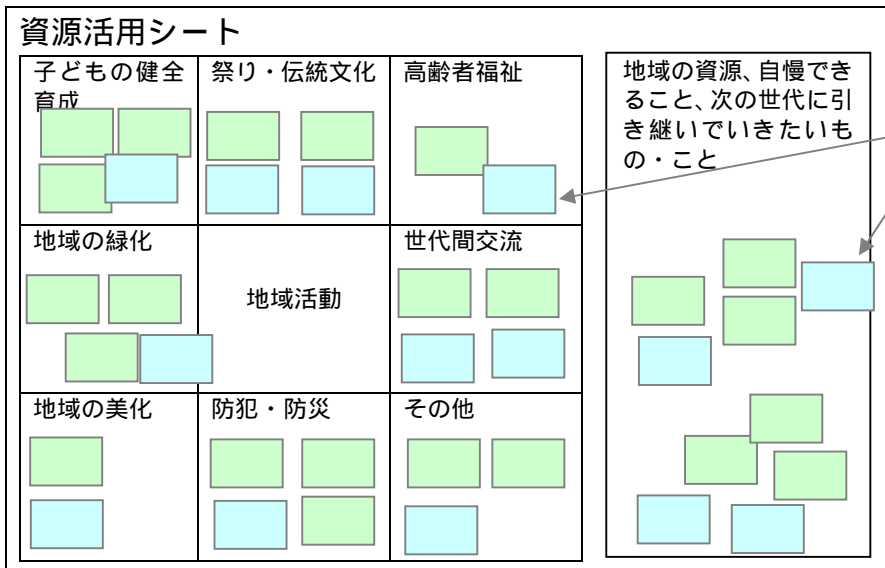 資源活用シート
子どもの健全
育成
祭り・伝統文化
高齢者福祉
地域の緑化
地域活動
世代間交流
地域の美化
防犯・防災
その他
地域の資源、自慢でき
ること、次の世代に引
き継いでいきたいも
の・こと